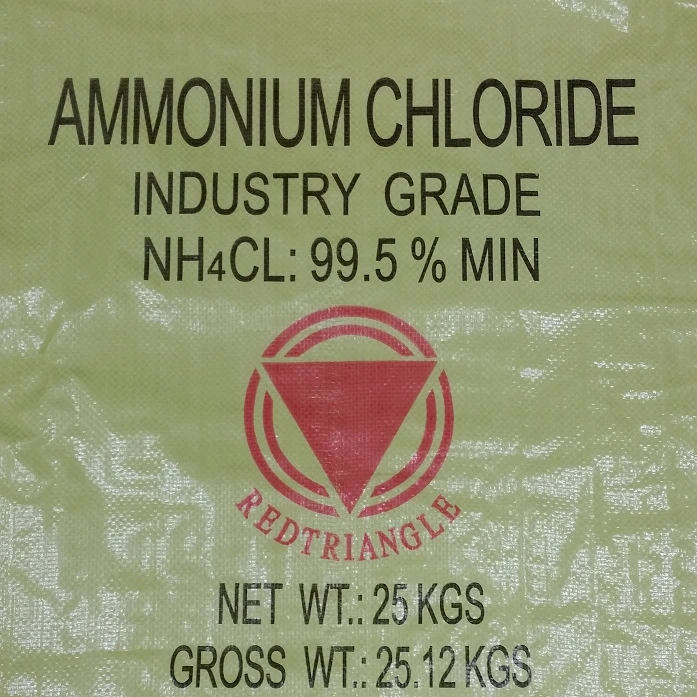 AMMONIUM CHLORIDE
INDUSTRY GRADE
NH₄CL: 99.5 % MIN
REDTRIANGLE
NET WT.: 25 KGS
GROSS WT.: 25.12 KGS